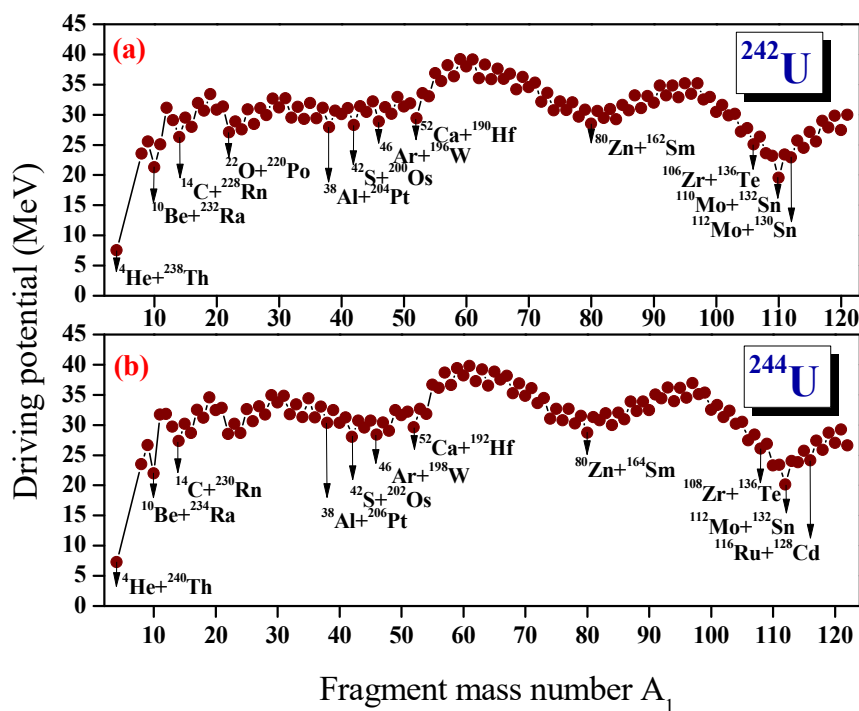 (a)
²⁴²U
45
40
35
30
25
20
15
10
5
0
⁵²Ca+¹⁹⁰Hf
⁴⁶Ar+¹⁹⁶W
⁴²S+²⁰⁰Os
³⁸Al+²⁰⁴Pt
²²O+²²⁰Po
¹⁴C+²²⁸Rn
¹⁰Be+²³²Ra
⁴He+²³⁸Th
⁸⁰Zn+¹⁶²Sm
¹⁰⁶Zr+¹³⁶Te
¹¹⁰Mo+¹³²Sn
¹¹²Mo+¹³⁰Sn
10 20 30 40 50 60 70 80 90 100 110 120
Driving potential (MeV)
(b)
²⁴⁴U
45
40
35
30
25
20
15
10
5
0
⁵²Ca+¹⁹²Hf
⁴⁶Ar+¹⁹⁸W
⁴²S+²⁰²Os
³⁸Al+²⁰⁶Pt
¹⁴C+²³⁰Rn
¹⁰Be+²³⁴Ra
⁴He+²⁴⁰Th
⁸⁰Zn+¹⁶⁴Sm
¹⁰⁸Zr+¹³⁶Te
¹¹²Mo+¹³²Sn
¹¹⁶Ru+¹²⁸Cd
10 20 30 40 50 60 70 80 90 100 110 120
Fragment mass number A₁